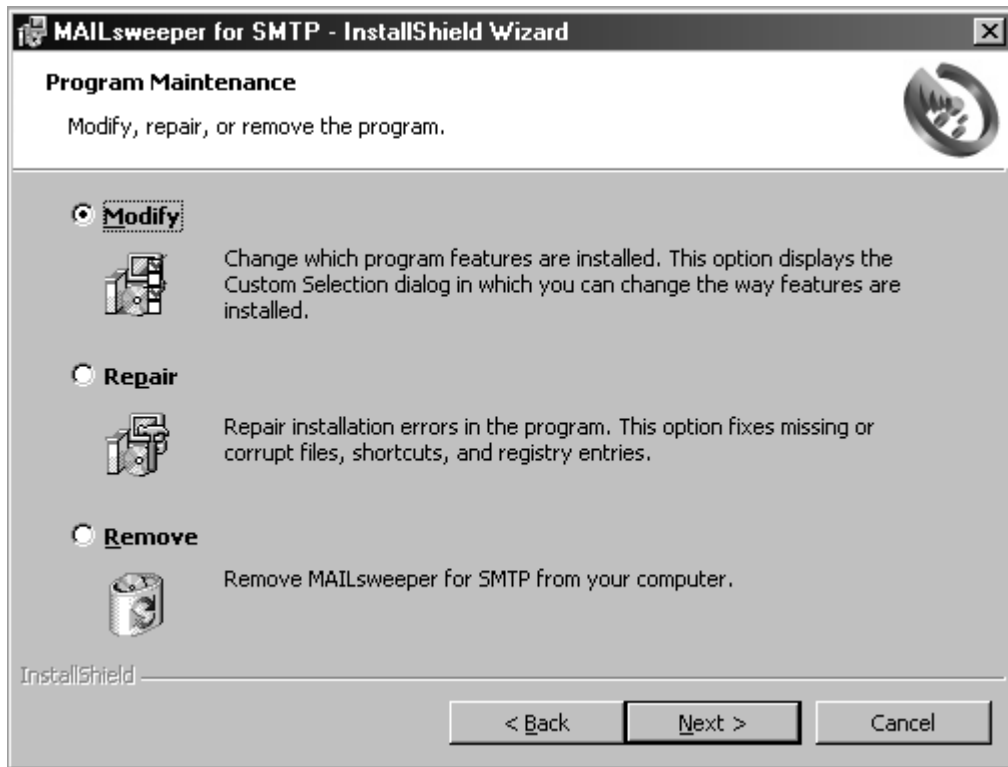 MAILsweeper for SMTP - InstallShield Wizard
Program Maintenance
Modify, repair, or remove the program.
Modify
Change which program features are installed. This option displays the
Custom Selection dialog in which you can change the way features are
installed.
Repair
Repair installation errors in the program. This option fixes missing or
corrupt files, shortcuts, and registry entries.
Remove
Remove MAILsweeper for SMTP from your computer.
InstallShield
< Back
Next >
Cancel